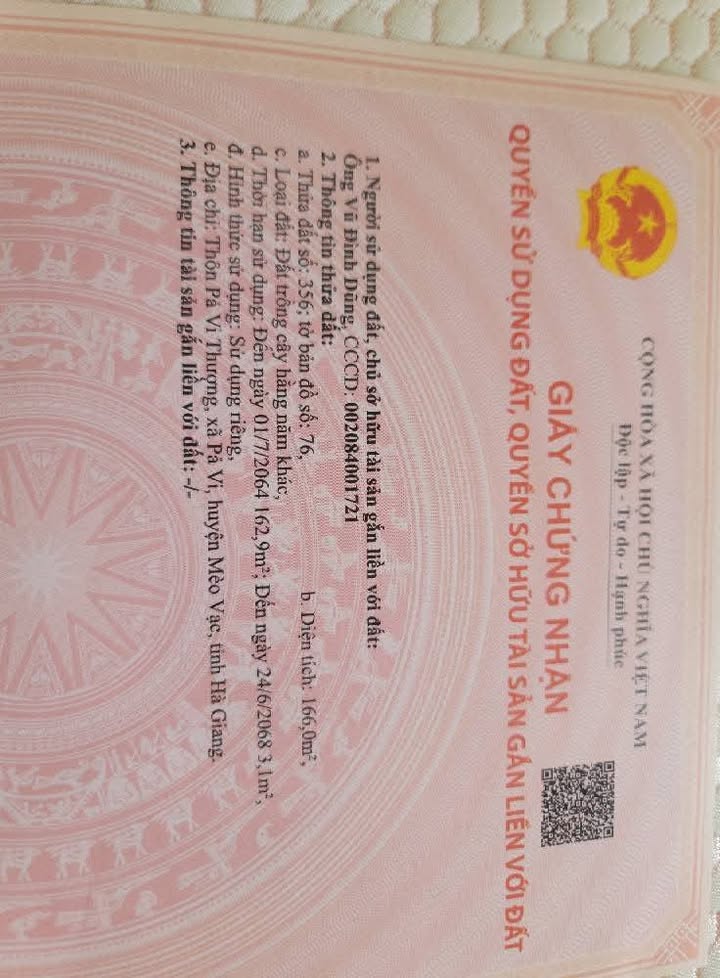 CỘNG HÒA XÃ HỘI CHỦ NGHĨA VIỆT NAM
Độc lập - Tự do - Hạnh phúc
GIẤY CHỨNG NHẬN
QUYỀN SỬ DỤNG ĐẤT, QUYỀN SỞ HỮU TÀI SẢN GẮN LIỀN VỚI ĐẤT
1. Người sử dụng đất, chủ sở hữu tài sản gắn liền với đất:
Ông Vũ Đình Dũng, CCCD: 002084001721
2. Thông tin thửa đất:
a. Thửa đất số: 356; tờ bản đồ số: 76, b. Diện tích: 166,0m²,
c. Loại đất: Đất trồng cây hằng năm khác,
d. Thời hạn sử dụng: Đến ngày 01/7/2064 162,9m²; Đến ngày 24/6/2068 3,1m²,
đ. Hình thức sử dụng: Sử dụng riêng,
e. Địa chỉ: Thôn Pả Vi Thượng, xã Pả Vi, huyện Mèo Vạc, tỉnh Hà Giang.
3. Thông tin tài sản gắn liền với đất: -/-